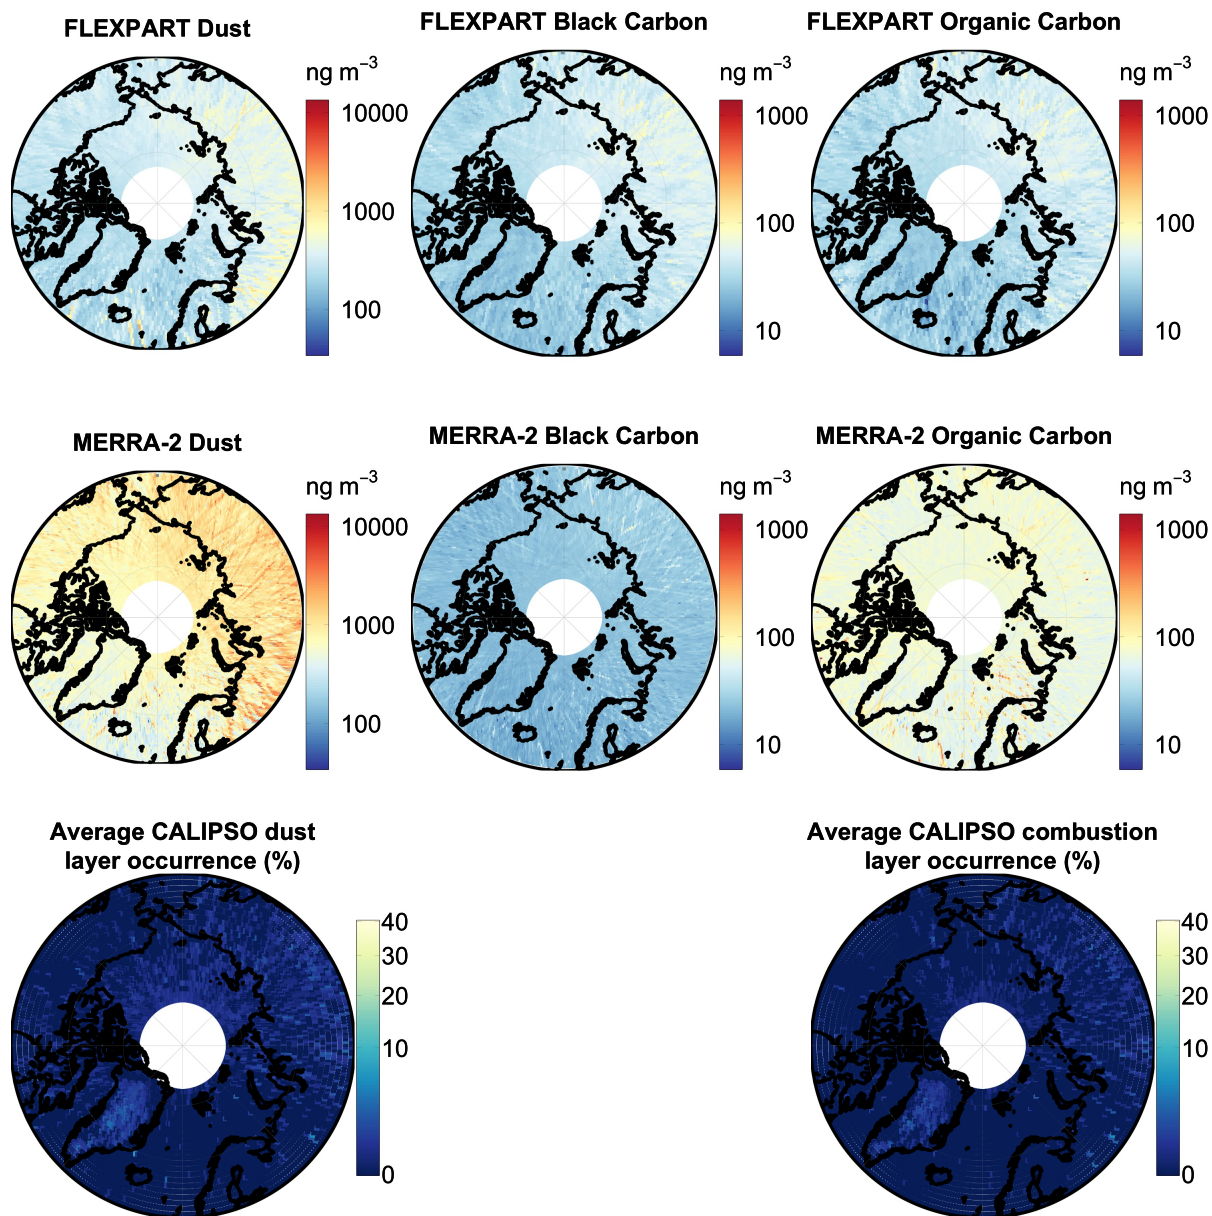 FLEXPART Dust
FLEXPART Black Carbon
FLEXPART Organic Carbon
ng m−3
10000
1000
100
ng m−3
1000
100
10
ng m−3
1000
100
10
MERRA-2 Dust
MERRA-2 Black Carbon
MERRA-2 Organic Carbon
ng m−3
10000
1000
100
ng m−3
1000
100
10
ng m−3
1000
100
10
Average CALIPSO dust
layer occurrence (%)
40
30
20
10
0
Average CALIPSO combustion
layer occurrence (%)
40
30
20
10
0